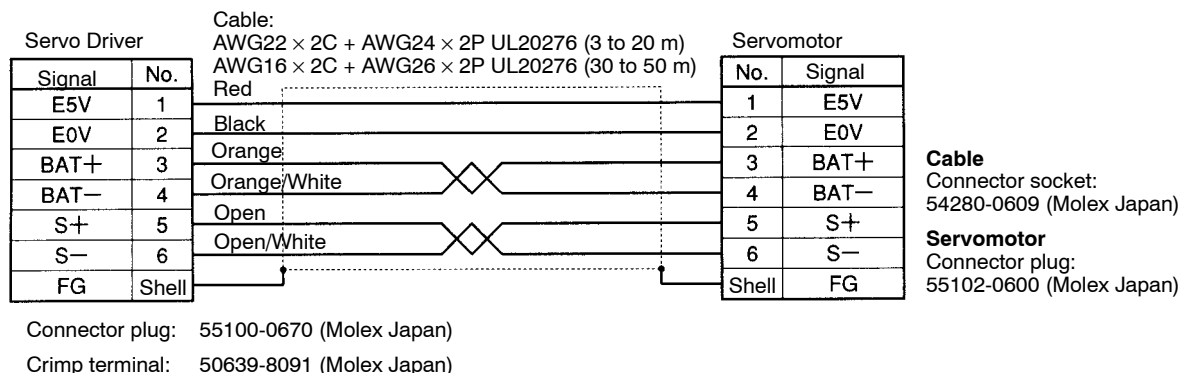 Cable:
AWG22 × 2C + AWG24 × 2P UL20276 (3 to 20 m)
AWG16 × 2C + AWG26 × 2P UL20276 (30 to 50 m)
Servo Driver
Servomotor
Signal No.
No. Signal
Red
E5V 1
1 E5V
Black
E0V 2
2 E0V
Orange
BAT+ 3
3 BAT+
Orange/White
BAT− 4
4 BAT−
Open
S+ 5
5 S+
Open/White
S− 6
6 S−
FG Shell
Shell FG
Cable
Connector socket:
54280-0609 (Molex Japan)
Servomotor
Connector plug:
55102-0600 (Molex Japan)
Connector plug: 55100-0670 (Molex Japan)
Crimp terminal: 50639-8091 (Molex Japan)